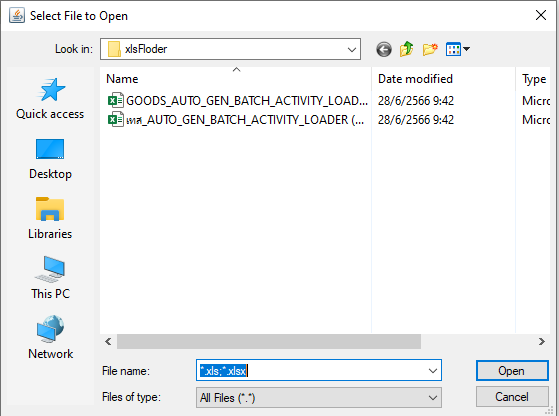 Select File to Open
Look in: xlsFloder
Name Date modified Type
GOODS_AUTO_GEN_BATCH_ACTIVITY_LOAD... 28/6/2566 9:42 Micro
เทส_AUTO_GEN_BATCH_ACTIVITY_LOADER (... 28/6/2566 9:42 Micro
Quick access
Desktop
Libraries
This PC
Network
File name: *.xls;*.xlsx Open
Files of type: All Files (*.*) Cancel